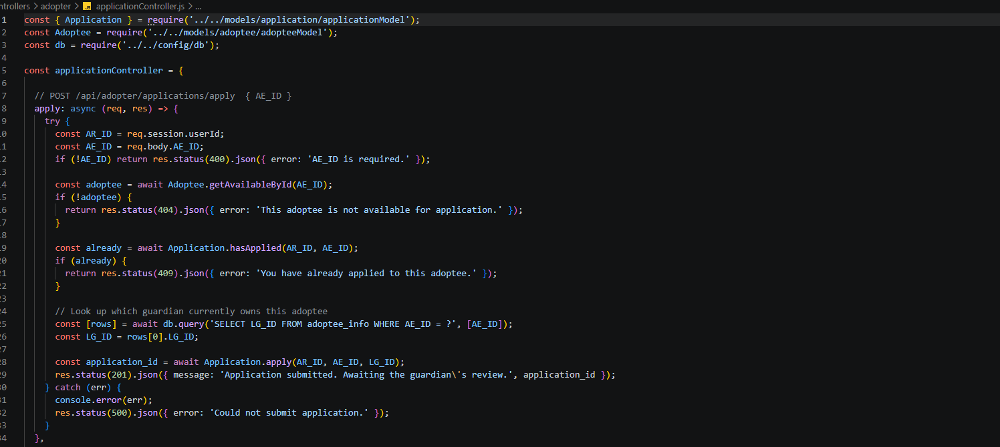 ntrollers > adopter > JS applicationController.js > ...
1 const { Application } = require('../../models/application/applicationModel');
2 const Adoptee = require('../../models/adoptee/adopteeModel');
3 const db = require('../../config/db');
4
5 const applicationController = {
6
7 // POST /api/adopter/applications/apply  { AE_ID }
8 apply: async (req, res) => {
9 try {
10 const AR_ID = req.session.userId;
11 const AE_ID = req.body.AE_ID;
12 if (!AE_ID) return res.status(400).json({ error: 'AE_ID is required.' });
13
14 const adoptee = await Adoptee.getAvailableById(AE_ID);
15 if (!adoptee) {
16 return res.status(404).json({ error: 'This adoptee is not available for application.' });
17 }
18
19 const already = await Application.hasApplied(AR_ID, AE_ID);
20 if (already) {
21 return res.status(409).json({ error: 'You have already applied to this adoptee.' });
22 }
23
24 // Look up which guardian currently owns this adoptee
25 const [rows] = await db.query('SELECT LG_ID FROM adoptee_info WHERE AE_ID = ?', [AE_ID]);
26 const LG_ID = rows[0].LG_ID;
27
28 const application_id = await Application.apply(AR_ID, AE_ID, LG_ID);
29 res.status(201).json({ message: 'Application submitted. Awaiting the guardian\'s review.', application_id });
30 } catch (err) {
31 console.error(err);
32 res.status(500).json({ error: 'Could not submit application.' });
33 }
34 },